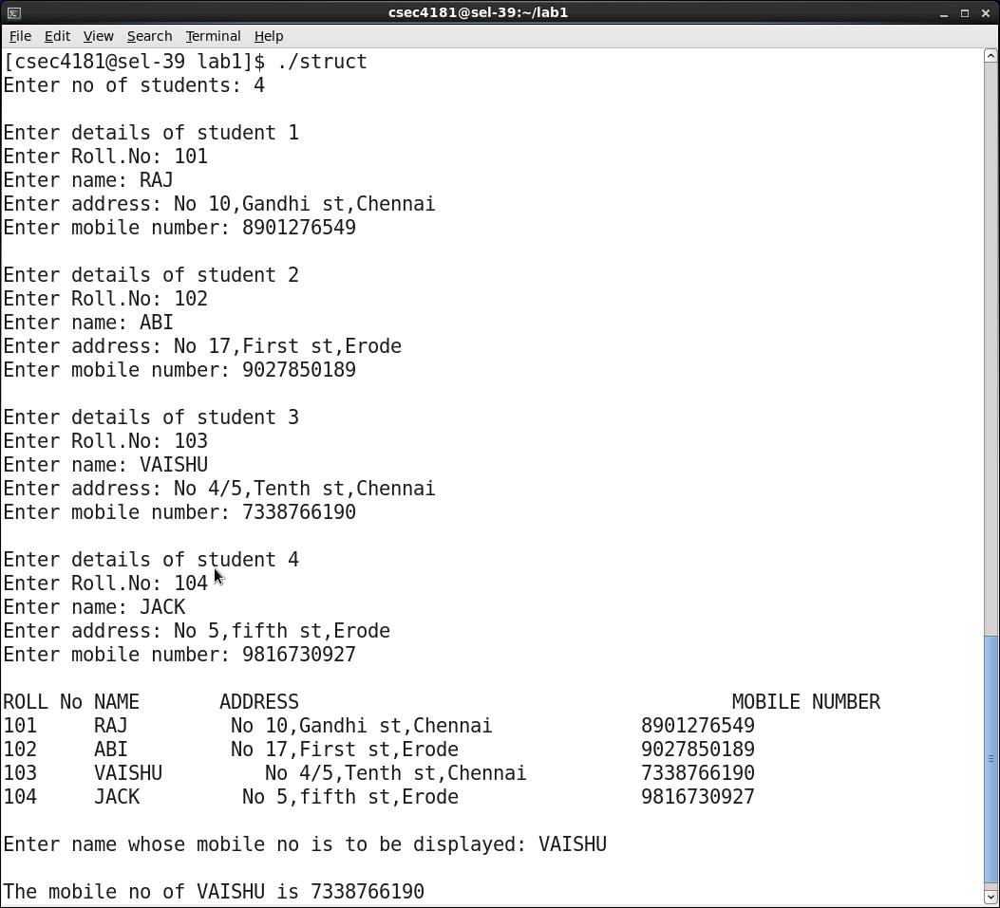 csec4181@sel-39:~/lab1
File Edit View Search Terminal Help
[csec4181@sel-39 lab1]$ ./struct
Enter no of students: 4
Enter details of student 1
Enter Roll.No: 101
Enter name: RAJ
Enter address: No 10,Gandhi st,Chennai
Enter mobile number: 8901276549
Enter details of student 2
Enter Roll.No: 102
Enter name: ABI
Enter address: No 17,First st,Erode
Enter mobile number: 9027850189
Enter details of student 3
Enter Roll.No: 103
Enter name: VAISHU
Enter address: No 4/5,Tenth st,Chennai
Enter mobile number: 7338766190
Enter details of student 4
Enter Roll.No: 104
Enter name: JACK
Enter address: No 5,fifth st,Erode
Enter mobile number: 9816730927
ROLL No NAME       ADDRESS                                      MOBILE NUMBER
101     RAJ         No 10,Gandhi st,Chennai             8901276549
102     ABI         No 17,First st,Erode                9027850189
103     VAISHU         No 4/5,Tenth st,Chennai          7338766190
104     JACK         No 5,fifth st,Erode                9816730927
Enter name whose mobile no is to be displayed: VAISHU
The mobile no of VAISHU is 7338766190